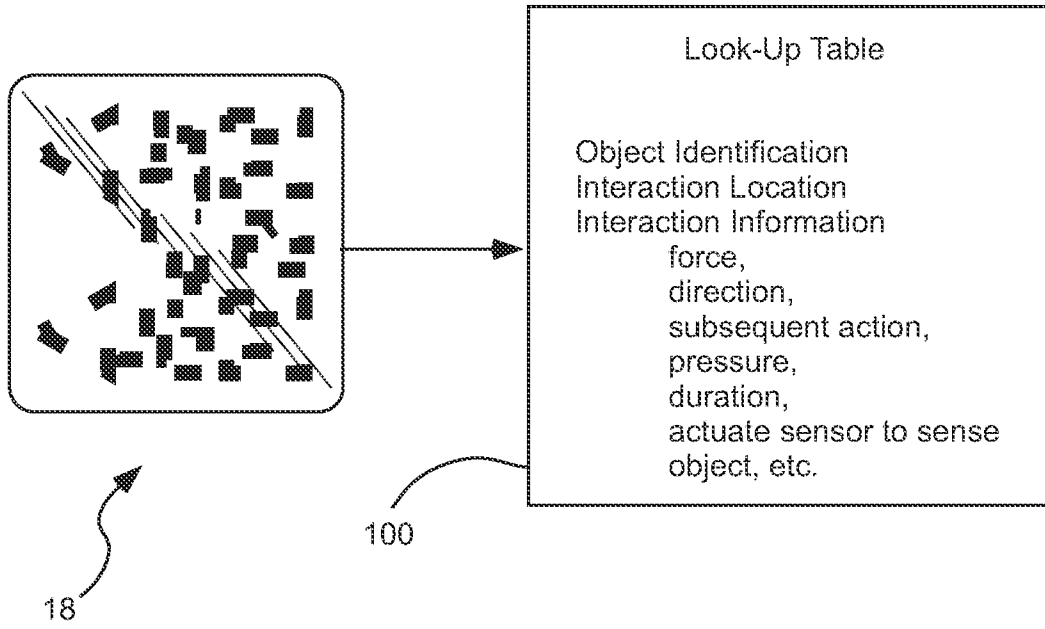 Look-Up Table
Object Identification
Interaction Location
Interaction Information
force,
direction,
subsequent action,
pressure,
duration,
actuate sensor to sense
object, etc.
100
18